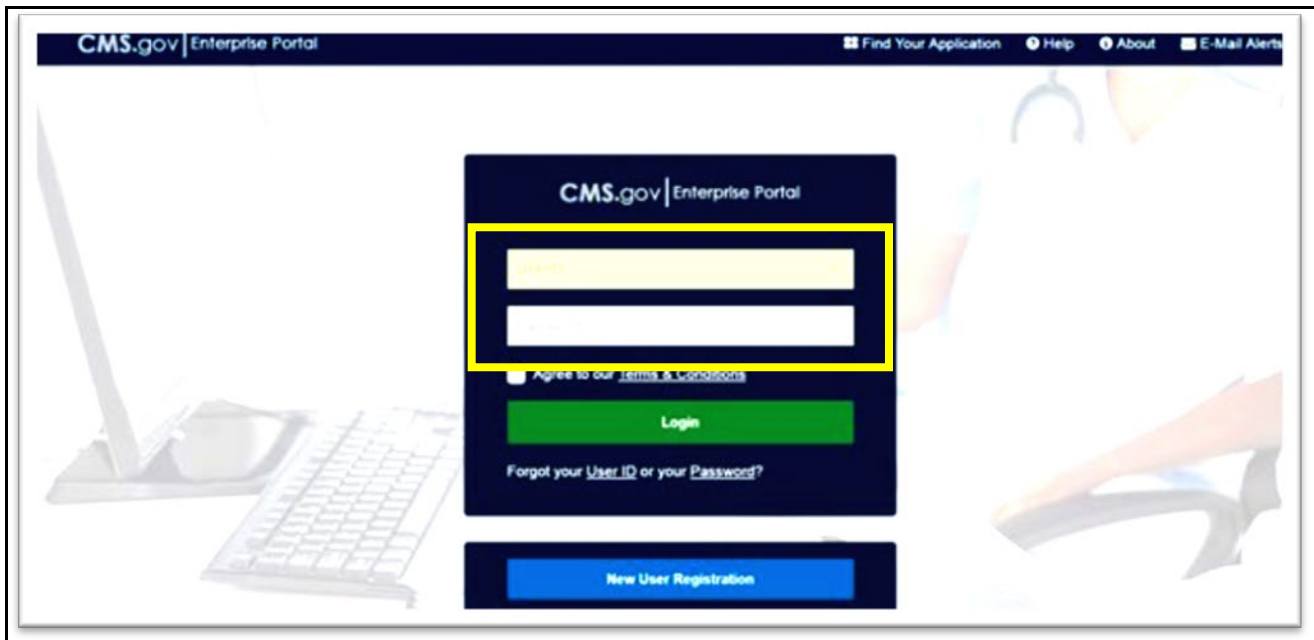 CMS.gov Enterprise Portal
Find Your Application Help About E-Mail Alerts
CMS.gov Enterprise Portal
Agree to our Terms & Conditions
Login
Forgot your User ID or your Password?
New User Registration